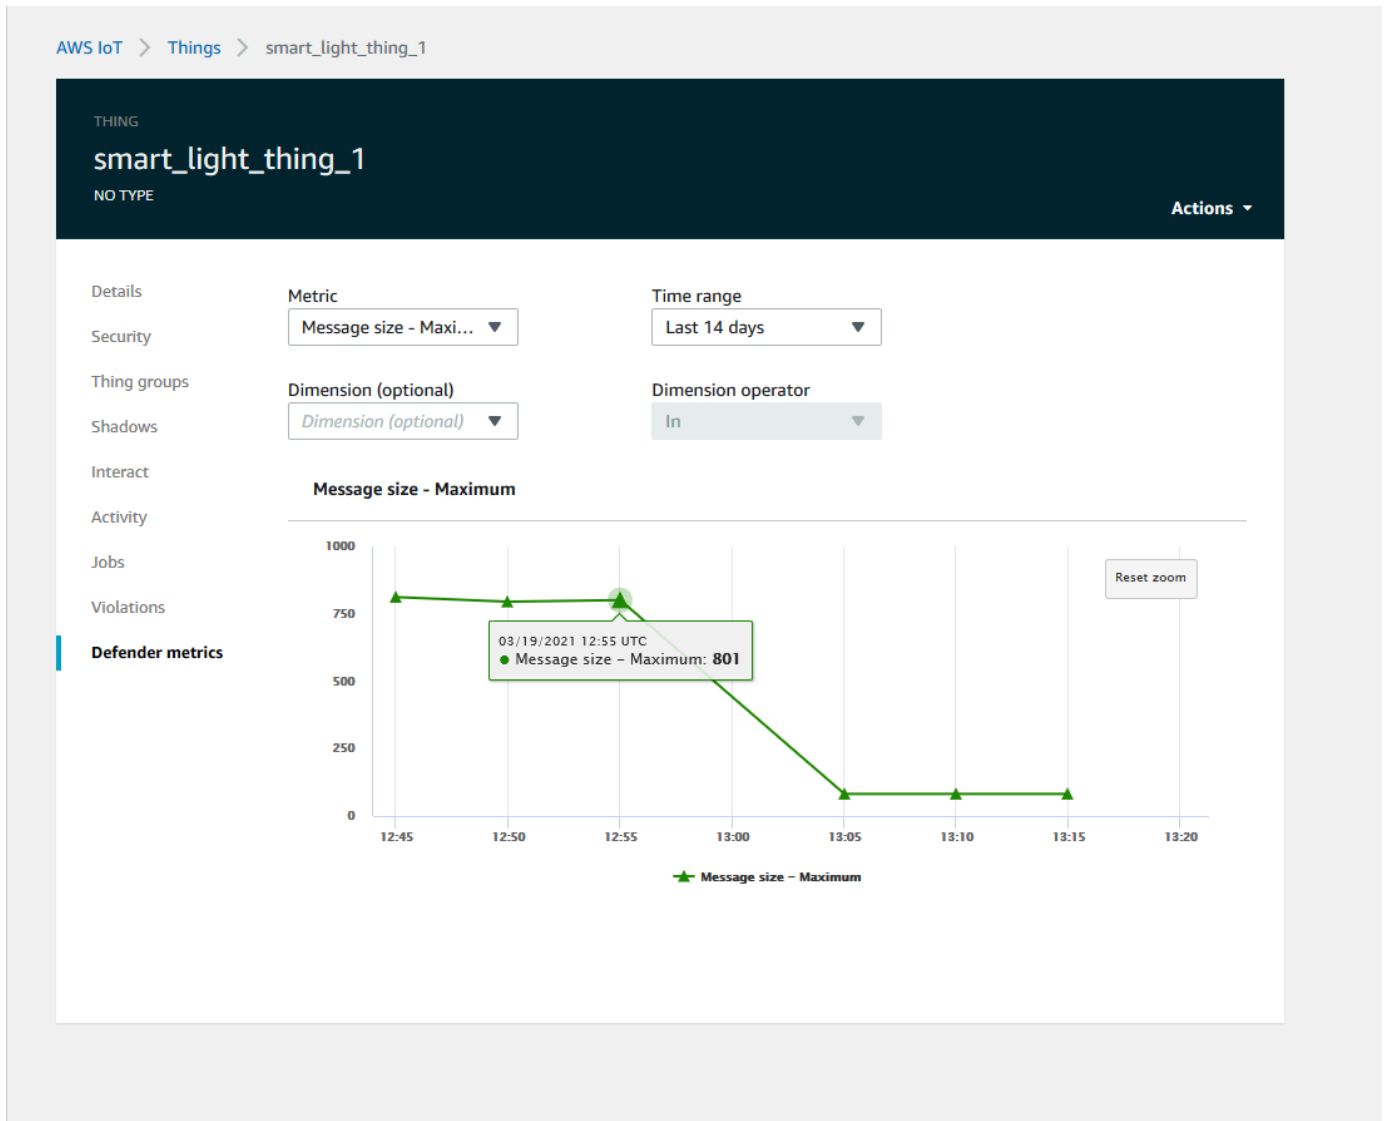 AWS IoT > Things > smart_light_thing_1
THING
smart_light_thing_1
NO TYPE
Actions
Details
Security
Thing groups
Shadows
Interact
Activity
Jobs
Violations
Defender metrics
Metric
Message size - Maxi...
Time range
Last 14 days
Dimension (optional)
Dimension (optional)
Dimension operator
In
Message size - Maximum
Reset zoom
1000
750
500
250
0
03/19/2021 12:55 UTC
Message size – Maximum: 801
12:45 12:50 12:55 13:00 13:05 13:10 13:15 13:20
Message size – Maximum